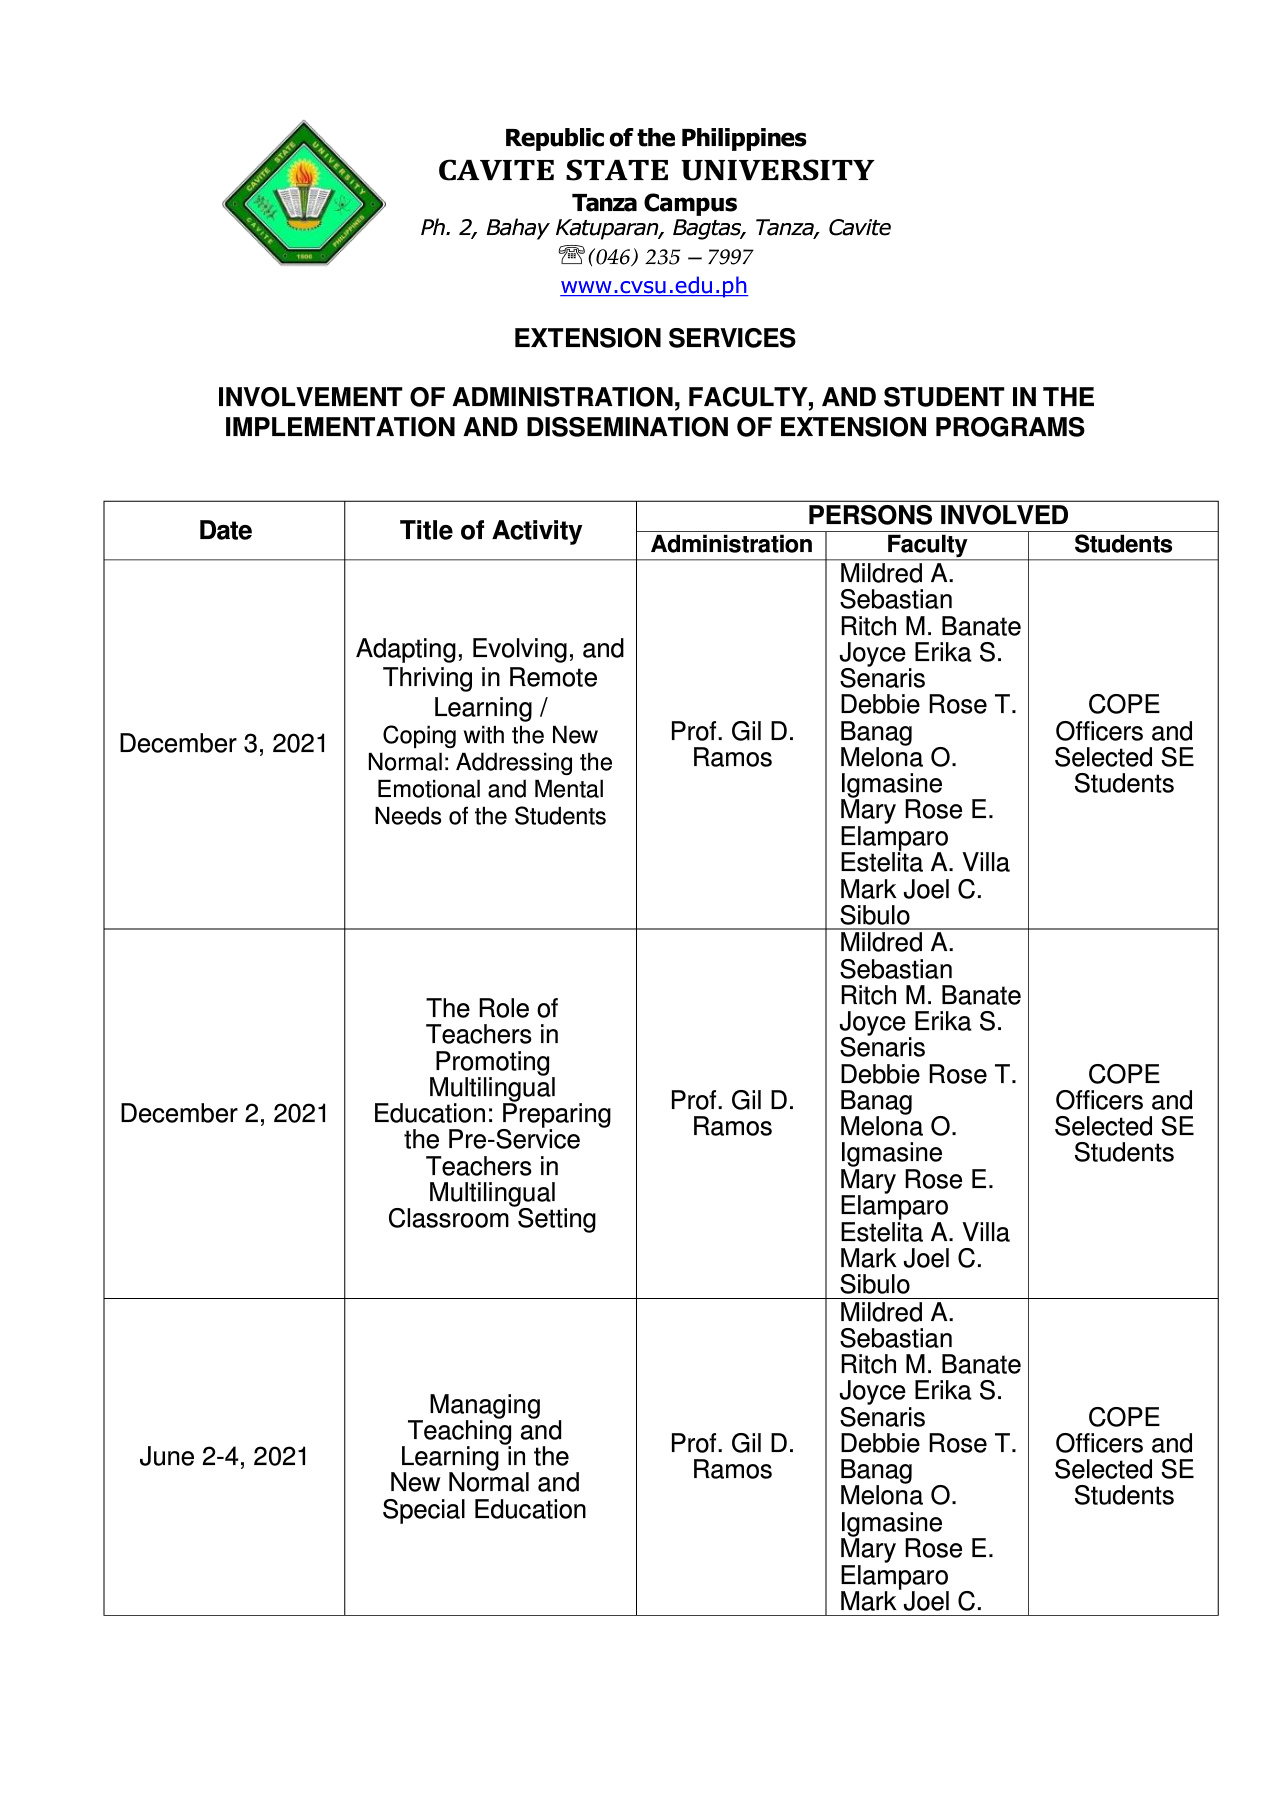 Republic of the Philippines
CAVITE STATE UNIVERSITY
Tanza Campus
Ph. 2, Bahay Katuparan, Bagtas, Tanza, Cavite
☏(046) 235 – 7997
www.cvsu.edu.ph
CAVITE STATE UNIVERSITY
CAVITE PHILIPPINES
1906
EXTENSION SERVICES
INVOLVEMENT OF ADMINISTRATION, FACULTY, AND STUDENT IN THE
IMPLEMENTATION AND DISSEMINATION OF EXTENSION PROGRAMS
Date
Title of Activity
PERSONS INVOLVED
Administration
Faculty
Students
December 3, 2021
Adapting, Evolving, and
Thriving in Remote
Learning /
Coping with the New
Normal: Addressing the
Emotional and Mental
Needs of the Students
Prof. Gil D.
Ramos
Mildred A.
Sebastian
Ritch M. Banate
Joyce Erika S.
Senaris
Debbie Rose T.
Banag
Melona O.
Igmasine
Mary Rose E.
Elamparo
Estelita A. Villa
Mark Joel C.
Sibulo
COPE
Officers and
Selected SE
Students
December 2, 2021
The Role of
Teachers in
Promoting
Multilingual
Education: Preparing
the Pre-Service
Teachers in
Multilingual
Classroom Setting
Prof. Gil D.
Ramos
Mildred A.
Sebastian
Ritch M. Banate
Joyce Erika S.
Senaris
Debbie Rose T.
Banag
Melona O.
Igmasine
Mary Rose E.
Elamparo
Estelita A. Villa
Mark Joel C.
Sibulo
COPE
Officers and
Selected SE
Students
June 2-4, 2021
Managing
Teaching and
Learning in the
New Normal and
Special Education
Prof. Gil D.
Ramos
Mildred A.
Sebastian
Ritch M. Banate
Joyce Erika S.
Senaris
Debbie Rose T.
Banag
Melona O.
Igmasine
Mary Rose E.
Elamparo
Mark Joel C.
COPE
Officers and
Selected SE
Students